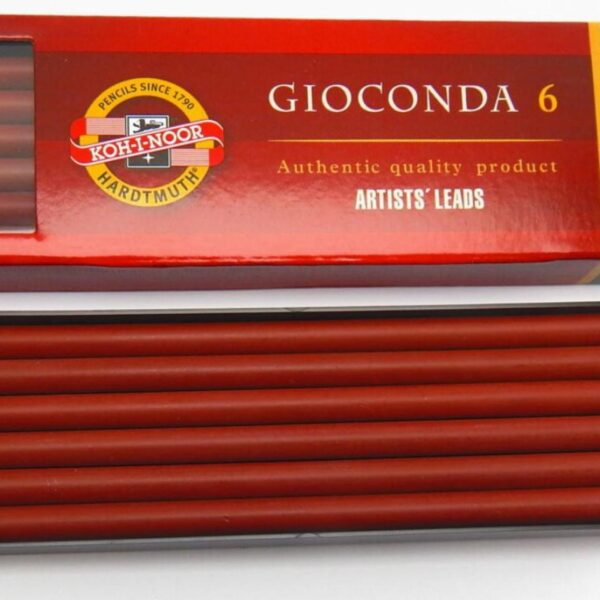 PENCILS SINCE 1790
KOH-I-NOOR
HARDTMUTH
GIOCONDA 6
Authentic quality product
ARTISTS´ LEADS